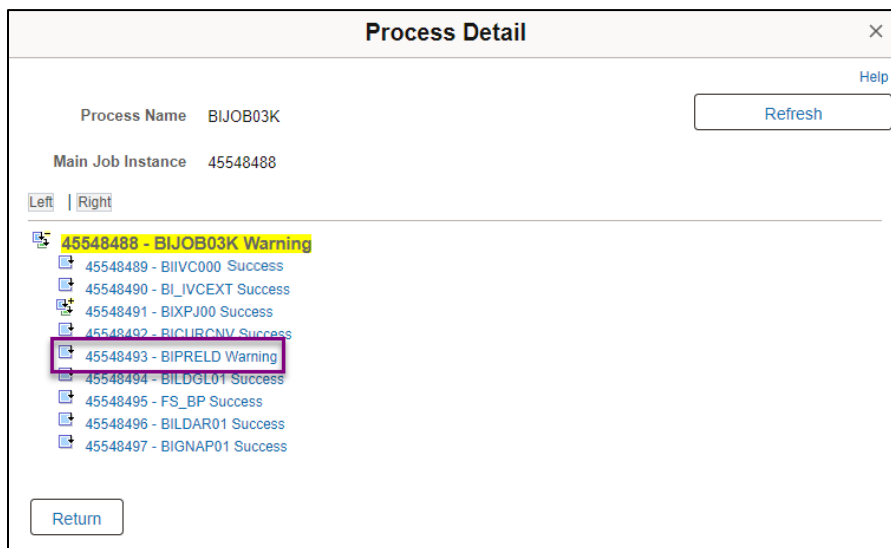 Process Detail
Help
Process Name BIJOB03K
Refresh
Main Job Instance 45548488
Left | Right
45548488 - BIJOB03K Warning
45548489 - BIIVC000 Success
45548490 - BI_IVCEXT Success
45548491 - BIXPJ00 Success
45548492 - BICURCNV Success
45548493 - BIPRELD Warning
45548494 - BILDGL01 Success
45548495 - FS_BP Success
45548496 - BILDAR01 Success
45548497 - BIGNAP01 Success
Return